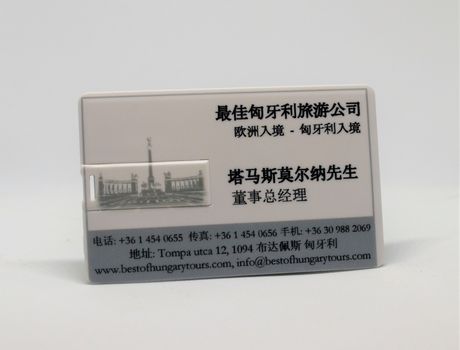 最佳匈牙利旅游公司
欧洲入境 - 匈牙利入境
塔马斯莫尔纳先生
董事总经理
电话: +36 1 454 0655 传真: +36 1 454 0656 手机: +36 30 988 2069
地址: Tompa utca 12, 1094 布达佩斯 匈牙利
www.bestofhungarytours.com, info@bestofhungarytours.com